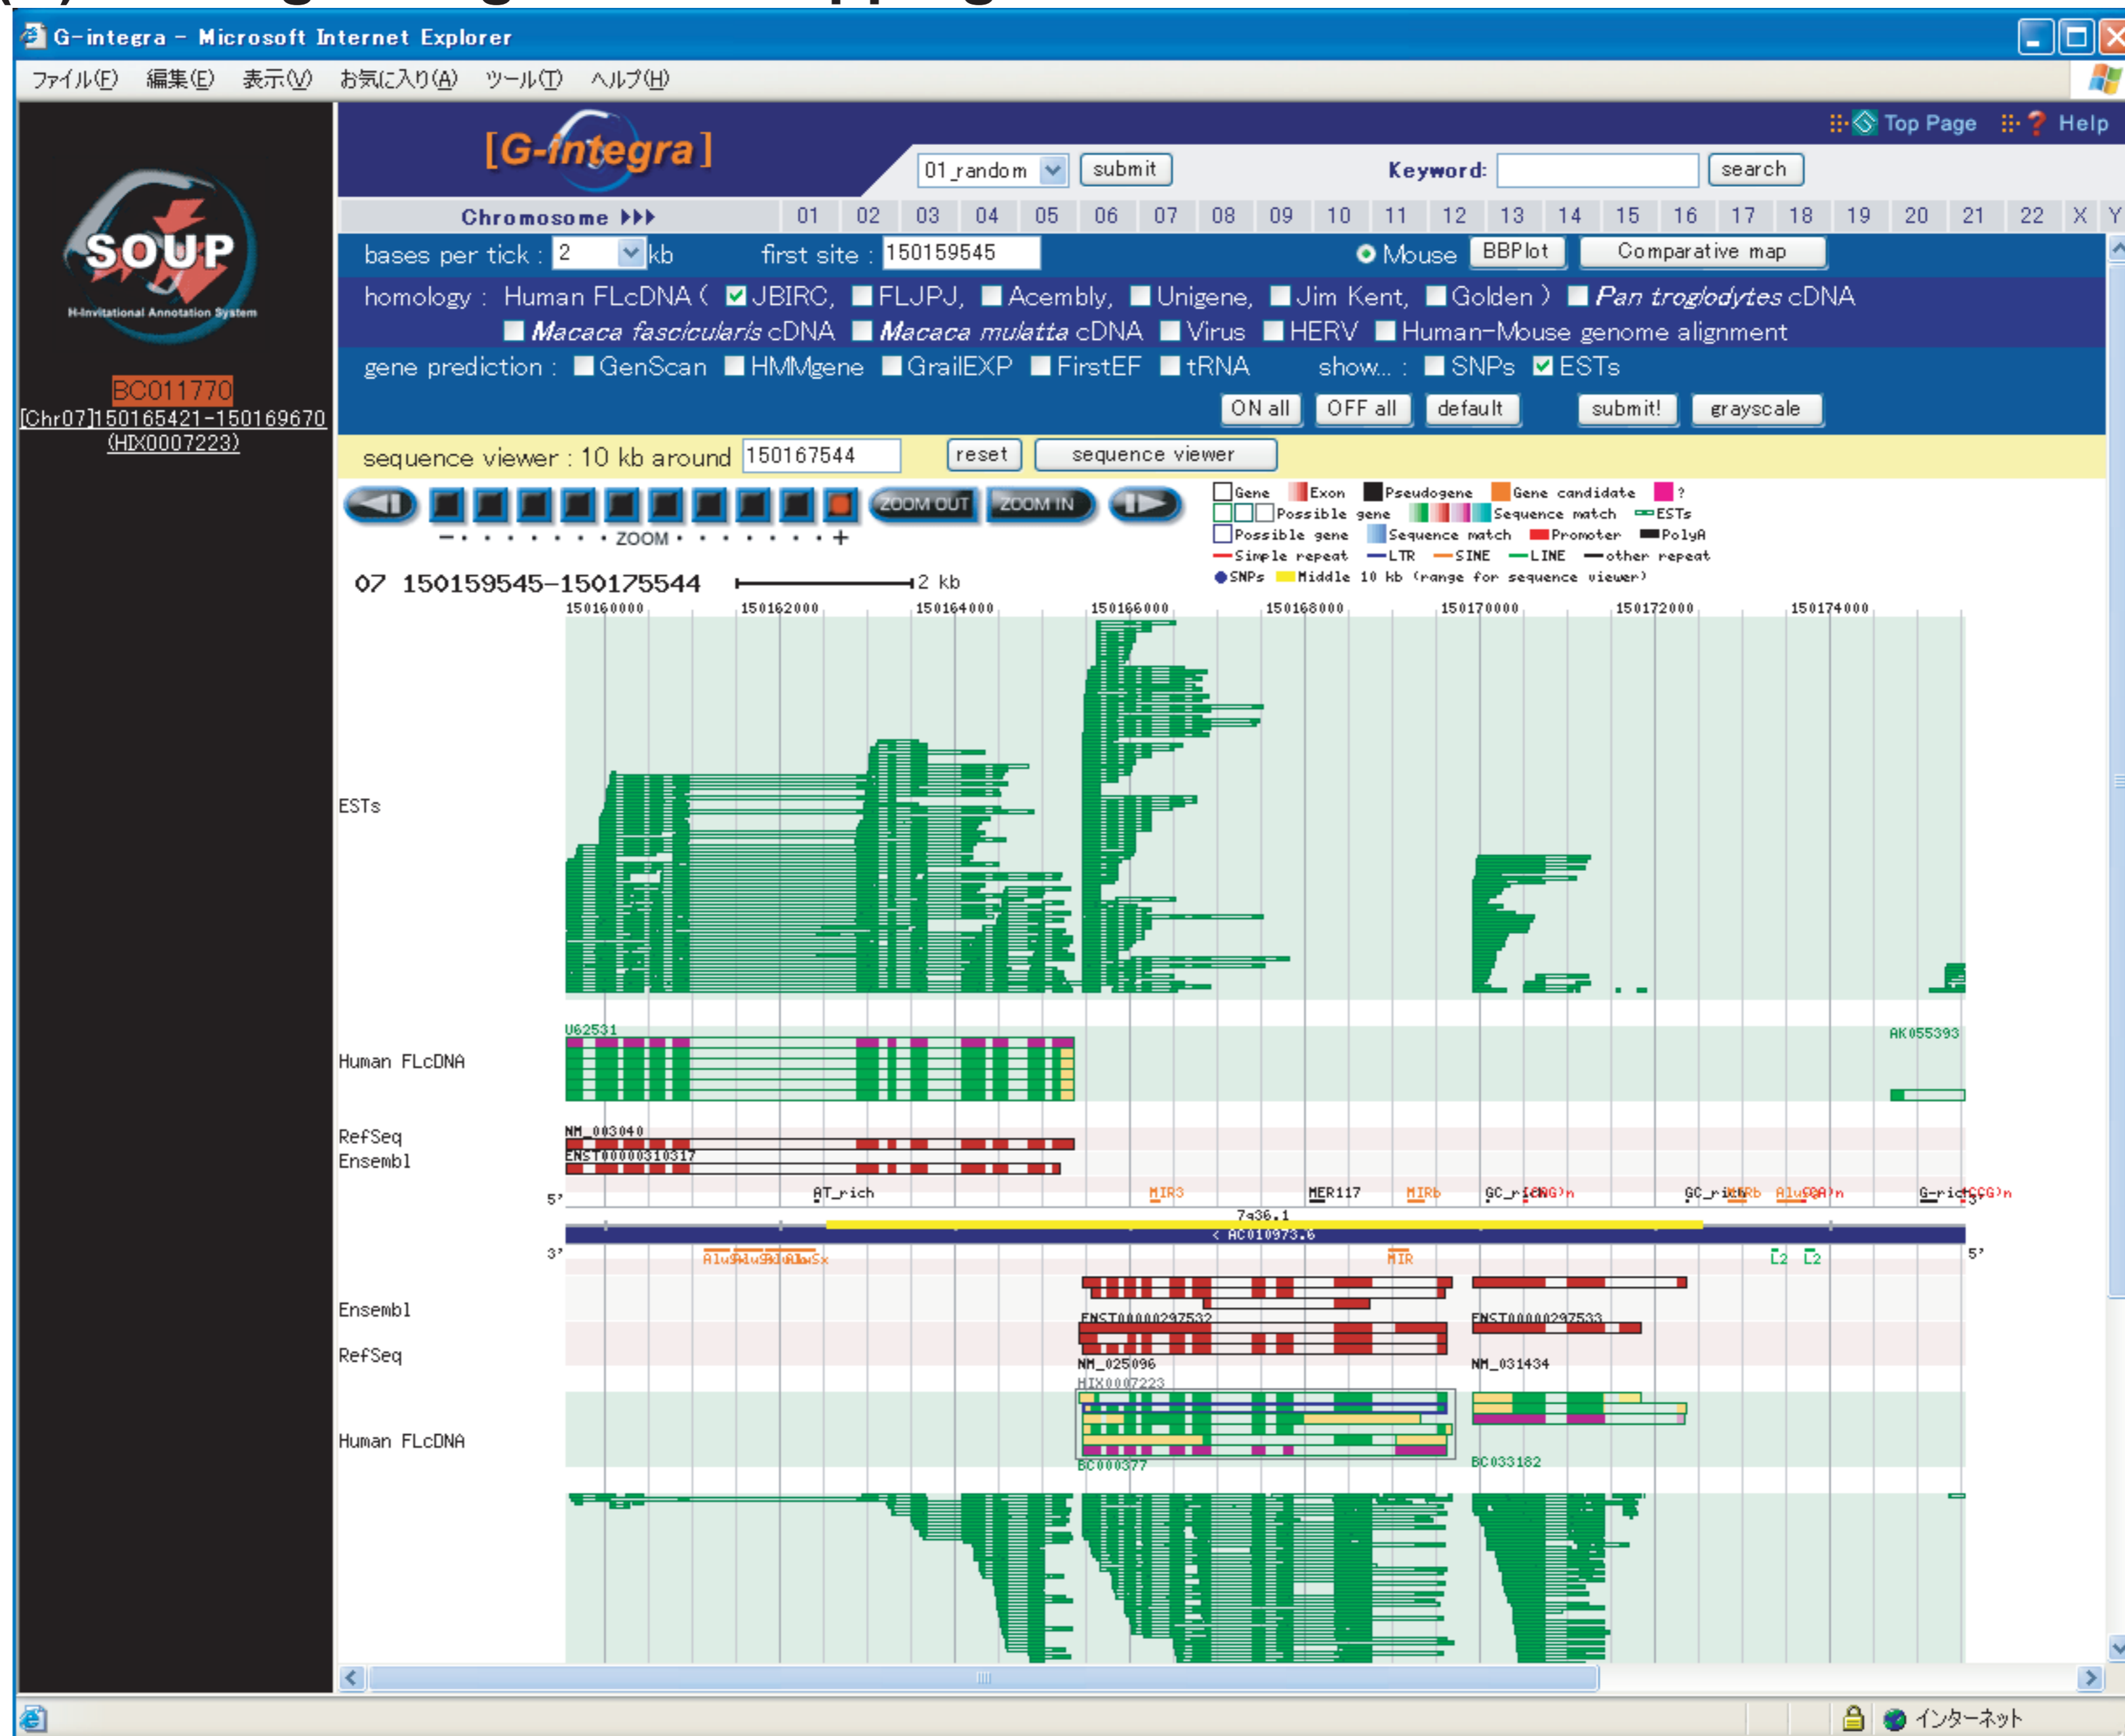 G-integra - Microsoft Internet Explorer
ファイル(F) 編集(E) 表示(V) お気に入り(A) ツール(T) ヘルプ(H)
[G-integra]
Top Page ? Help
01_random submit Keyword: search
Chromosome 01 02 03 04 05 06 07 08 09 10 11 12 13 14 15 16 17 18 19 20 21 22 X Y
SOUP
H-Invitational Annotation System
BC011770
[Chr07]150165421-150169670
(HIX0007223)
bases per tick : 2 kb first site : 150159545 Mouse BBPlot Comparative map
homology : Human FLcDNA ( JBIRC, FLJPJ, Acembly, Unigene, Jim Kent, Golden ) Pan troglodytes cDNA
Macaca fascicularis cDNA Macaca mulatta cDNA Virus HERV Human-Mouse genome alignment
gene prediction : GenScan HMMgene GrailEXP FirstEF tRNA show... : SNPs ESTs
ON all OFF all default submit! grayscale
sequence viewer : 10 kb around 150167544 reset sequence viewer
ZOOM OUT ZOOM IN
- ZOOM +
Gene Exon Pseudogene Gene candidate ?
Possible gene Sequence match ESTs
Possible gene Sequence match Promoter PolyA
Simple repeat LTR SINE LINE other repeat
SNPs Middle 10 kb (range for sequence viewer)
07 150159545-150175544 2 kb
150160000 150162000 150164000 150166000 150168000 150170000 150172000 150174000
ESTs
U62531 AK055393
Human FLcDNA
RefSeq NM_003040
Ensembl ENST00000310317
5' AT_rich MIR3 MER117 MIRb
7q36.1
< AC010973.6
3' MIR L2 L2 5'
Ensembl
ENST00000297532 ENST00000297533
RefSeq
NM_025096 NM_031434
HIX0007223
Human FLcDNA
BC000377 BC033182
インターネット